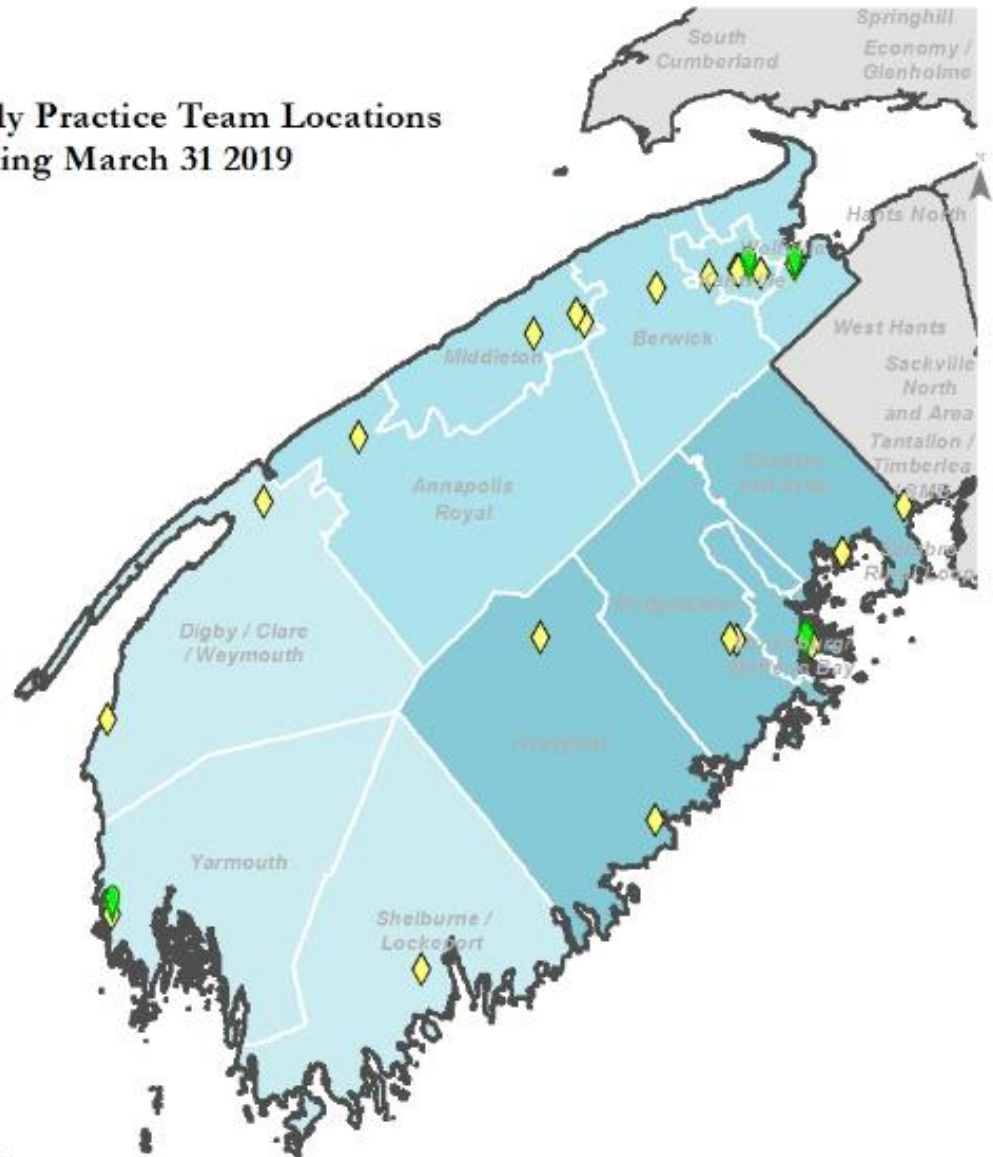 ly Practice Team Locations
ing March 31 2019
Springhill
South
Cumberland
Economy /
Glenholme
Hants North
West Hants
Berwick
Middleton
Sackville
North
and Area
Tantallon /
Timberlea
/ SMB
Annapolis
Royal
Digby / Clare
/ Weymouth
Yarmouth
Shelburne /
Lockeport